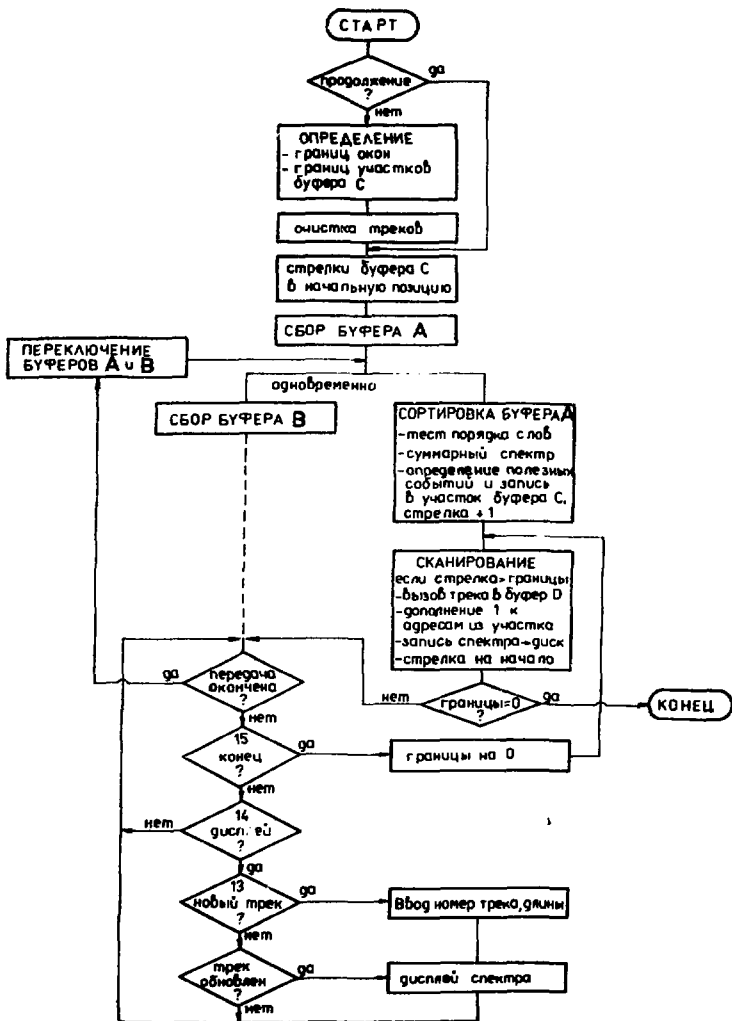 СТАРТ
продолжение
?
да
нет
ОПРЕДЕЛЕНИЕ
- границ окон
- границ участков
буфера С
очистка треков
стрелки буфера С
в начальную позицию
СБОР БУФЕРА А
ПЕРЕКЛЮЧЕНИЕ
БУФЕРОВ А и В
одновременно
СБОР БУФЕРА В
СОРТИРОВКА БУФЕРА А
-тест порядка слов
-суммарный спектр
-определение полезных
событий и запись
в участок буфера С,
стрелка +1
СКАНИРОВАНИЕ
если стрелка>границы
-вызов трека в буфер D
-дополнение 1 к
адресам из участка
-запись спектра→диск
-стрелка на начало
да
передача
окончена
?
нет
нет
границы=0
?
да
КОНЕЦ
15
конец
?
да
границы на 0
нет
нет
14
дисплей
?
да
13
новый трек
?
да
Ввод номер трека, длины
нет
трек
обновлен
?
да
дисплей спектра
нет